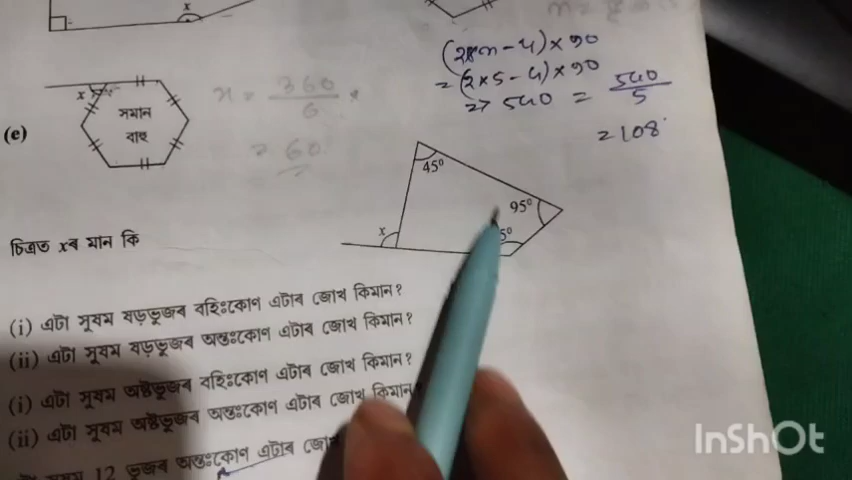 x
(2n - 4) × 90
= (2×5 - 4) × 90
=> 540 = 540/5
= 108°
x
সমান
বাহু
(e)
= 360/6
= 60
45°
95°
5°
x
চিত্ৰত xৰ মান কি
(i) এটা সুষম ষড়ভুজৰ বহিঃকোণ এটাৰ জোখ কিমান?
(ii) এটা সুষম ষড়ভুজৰ অন্তঃকোণ এটাৰ জোখ কিমান?
(i) এটা সুষম অষ্টভুজৰ বহিঃকোণ এটাৰ জোখ কিমান?
(ii) এটা সুষম অষ্টভুজৰ অন্তঃকোণ এটাৰ জোখ কিমান
12 ভুজৰ অন্তঃকোণ এটাৰ
InShOt